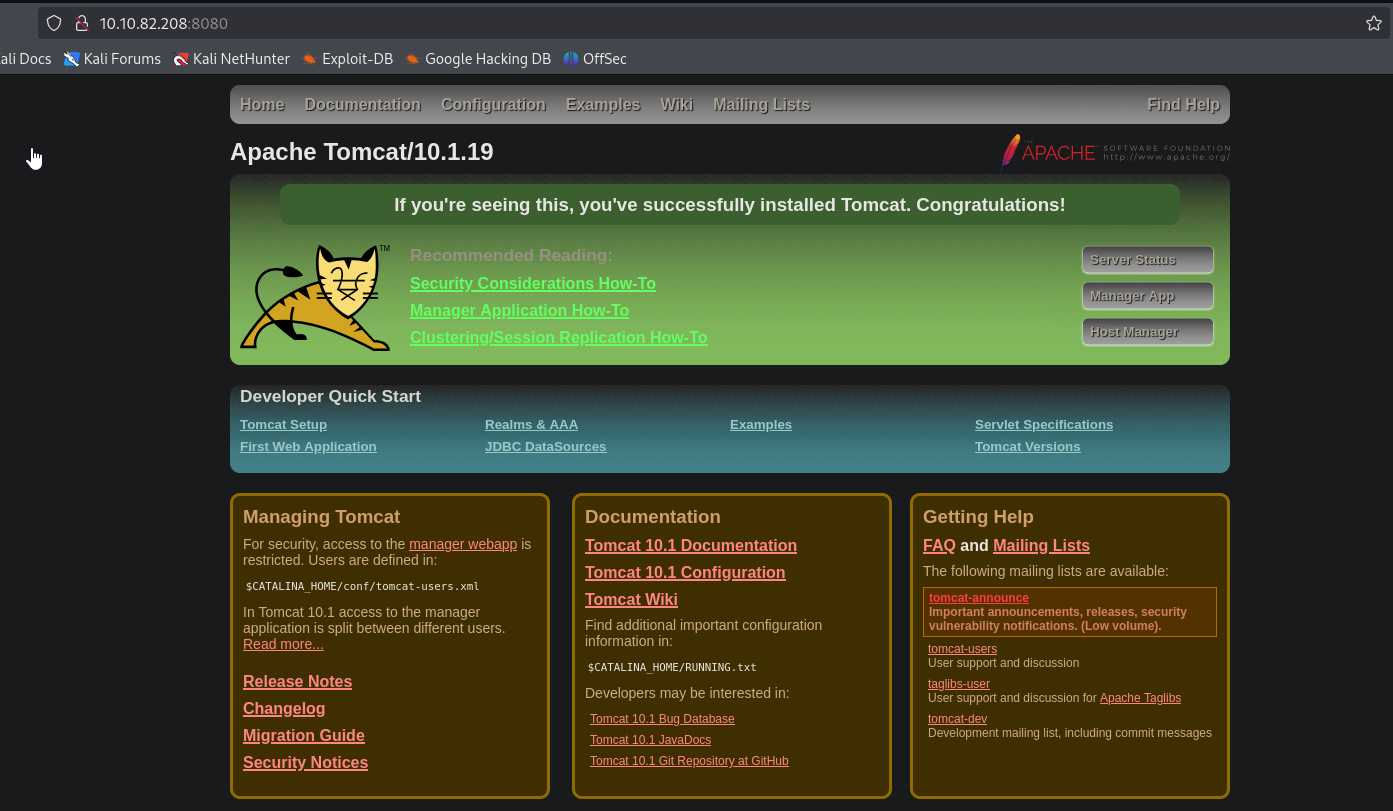 10.10.82.208:8080
ali Docs Kali Forums Kali NetHunter Exploit-DB Google Hacking DB OffSec
Home Documentation Configuration Examples Wiki Mailing Lists Find Help
Apache Tomcat/10.1.19
THE APACHE® SOFTWARE FOUNDATION
http://www.apache.org/
If you're seeing this, you've successfully installed Tomcat. Congratulations!
TM
Recommended Reading:
Security Considerations How-To
Manager Application How-To
Clustering/Session Replication How-To
Server Status
Manager App
Host Manager
Developer Quick Start
Tomcat Setup
First Web Application
Realms & AAA
JDBC DataSources
Examples
Servlet Specifications
Tomcat Versions
Managing Tomcat
For security, access to the manager webapp is
restricted. Users are defined in:
$CATALINA_HOME/conf/tomcat-users.xml
In Tomcat 10.1 access to the manager
application is split between different users.
Read more...
Release Notes
Changelog
Migration Guide
Security Notices
Documentation
Tomcat 10.1 Documentation
Tomcat 10.1 Configuration
Tomcat Wiki
Find additional important configuration
information in:
$CATALINA_HOME/RUNNING.txt
Developers may be interested in:
Tomcat 10.1 Bug Database
Tomcat 10.1 JavaDocs
Tomcat 10.1 Git Repository at GitHub
Getting Help
FAQ and Mailing Lists
The following mailing lists are available:
tomcat-announce
Important announcements, releases, security
vulnerability notifications. (Low volume).
tomcat-users
User support and discussion
taglibs-user
User support and discussion for Apache Taglibs
tomcat-dev
Development mailing list, including commit messages